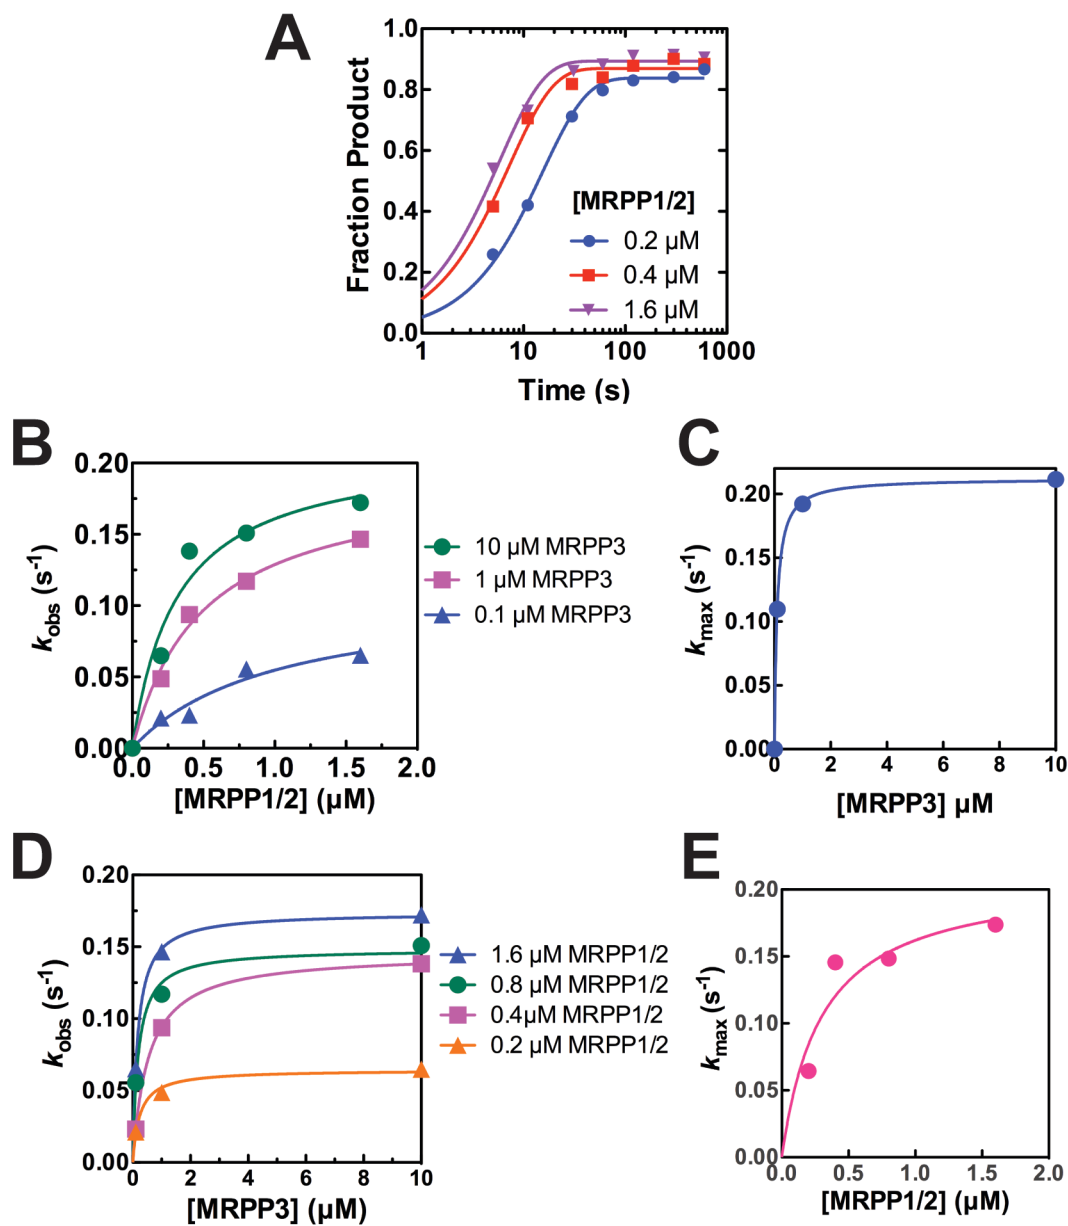 A
Fraction Product
1.0
0.8
0.6
0.4
0.2
0.0
[MRPP1/2]
0.2 µM
0.4 µM
1.6 µM
1 10 100 1000
Time (s)
B
k_obs (s⁻¹)
0.20
0.15
0.10
0.05
0.00
0.0 0.5 1.0 1.5 2.0
[MRPP1/2] (µM)
10 µM MRPP3
1 µM MRPP3
0.1 µM MRPP3
C
k_max (s⁻¹)
0.20
0.15
0.10
0.05
0.00
0 2 4 6 8 10
[MRPP3] µM
D
k_obs (s⁻¹)
0.20
0.15
0.10
0.05
0.00
0 2 4 6 8 10
[MRPP3] (µM)
1.6 µM MRPP1/2
0.8 µM MRPP1/2
0.4µM MRPP1/2
0.2 µM MRPP1/2
E
k_max (s⁻¹)
0.20
0.15
0.10
0.05
0.00
0.0 0.5 1.0 1.5 2.0
[MRPP1/2] (µM)